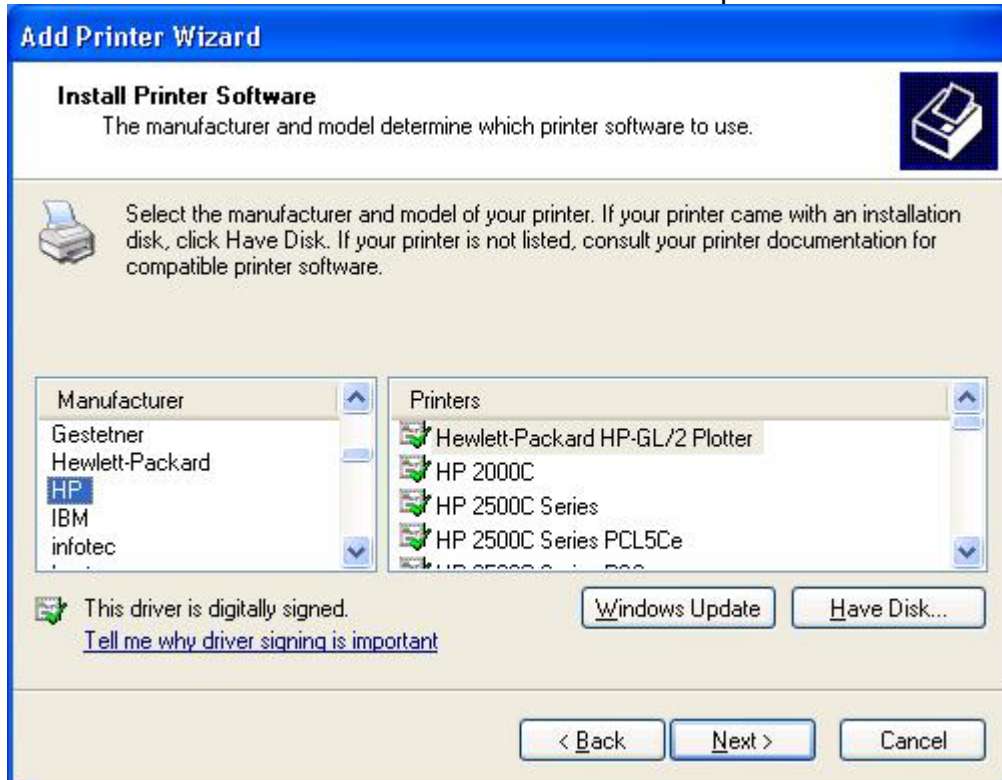 Add Printer Wizard
Install Printer Software
The manufacturer and model determine which printer software to use.
Select the manufacturer and model of your printer. If your printer came with an installation
disk, click Have Disk. If your printer is not listed, consult your printer documentation for
compatible printer software.
Manufacturer
Gestetner
Hewlett-Packard
HP
IBM
infotec
Printers
Hewlett-Packard HP-GL/2 Plotter
HP 2000C
HP 2500C Series
HP 2500C Series PCL5Ce
This driver is digitally signed.
Tell me why driver signing is important
Windows Update
Have Disk...
< Back
Next >
Cancel